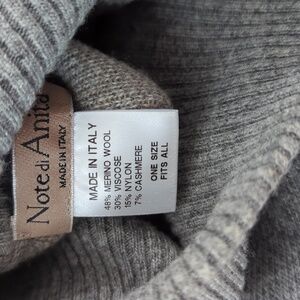 Note di Anita
MADE IN ITALY
MADE IN ITALY
48% MERINO WOOL
30% VISCOSE
15% NYLON
7% CASHMERE
ONE SIZE
FITS ALL